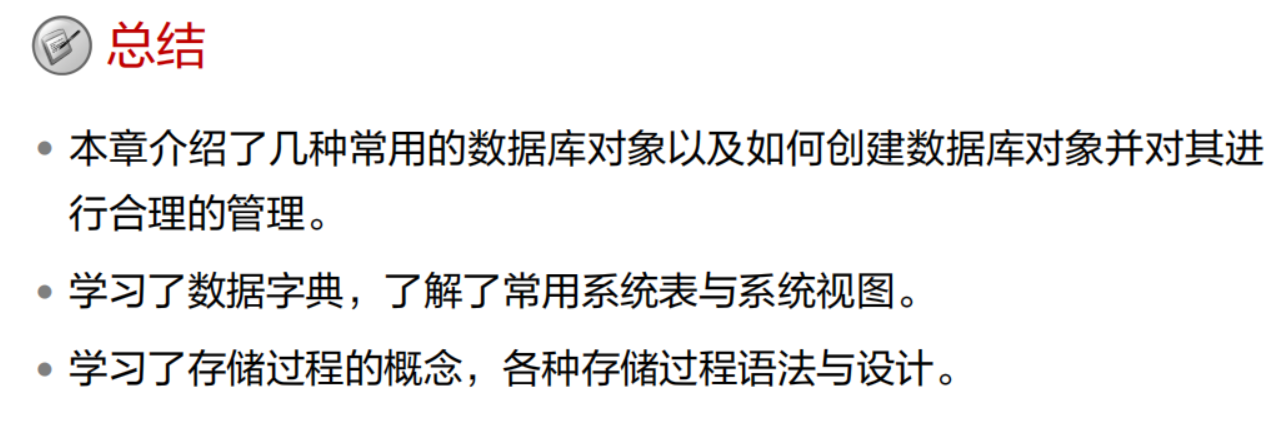 总结
本章介绍了几种常用的数据库对象以及如何创建数据库对象并对其进
行合理的管理。
学习了数据字典，了解了常用系统表与系统视图。
学习了存储过程的概念，各种存储过程语法与设计。